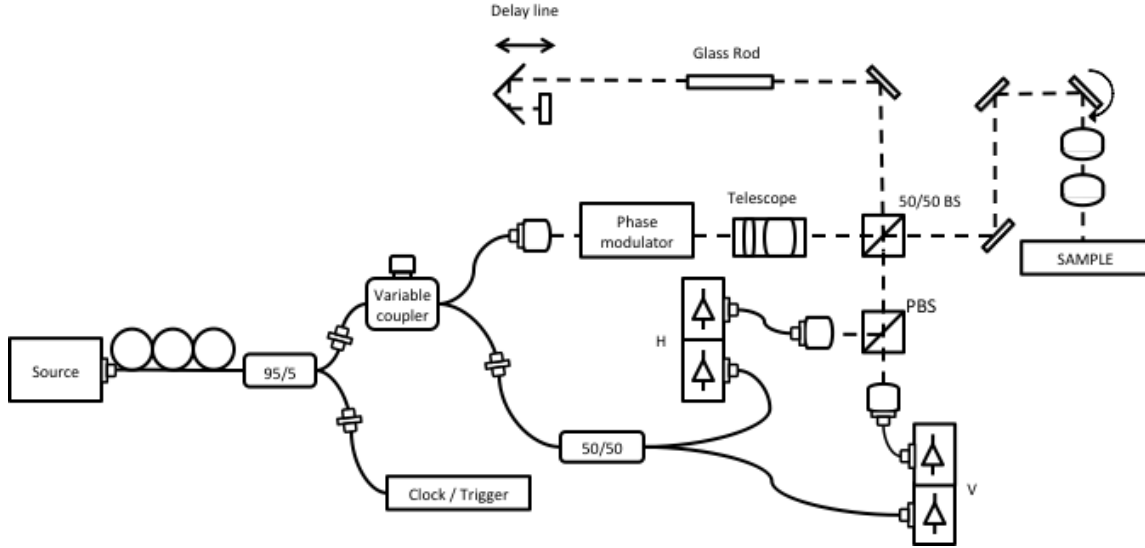 Delay line
Glass Rod
Telescope
50/50 BS
Phase
modulator
SAMPLE
Variable
coupler
PBS
H
Source
95/5
50/50
Clock / Trigger
V